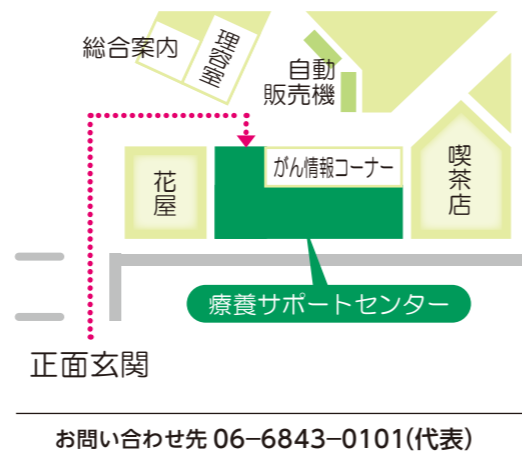 総合案内
理容室
自動
販売機
花屋
がん情報コーナー
喫茶店
療養サポートセンター
正面玄関
お問い合わせ先 06−6843−0101(代表)